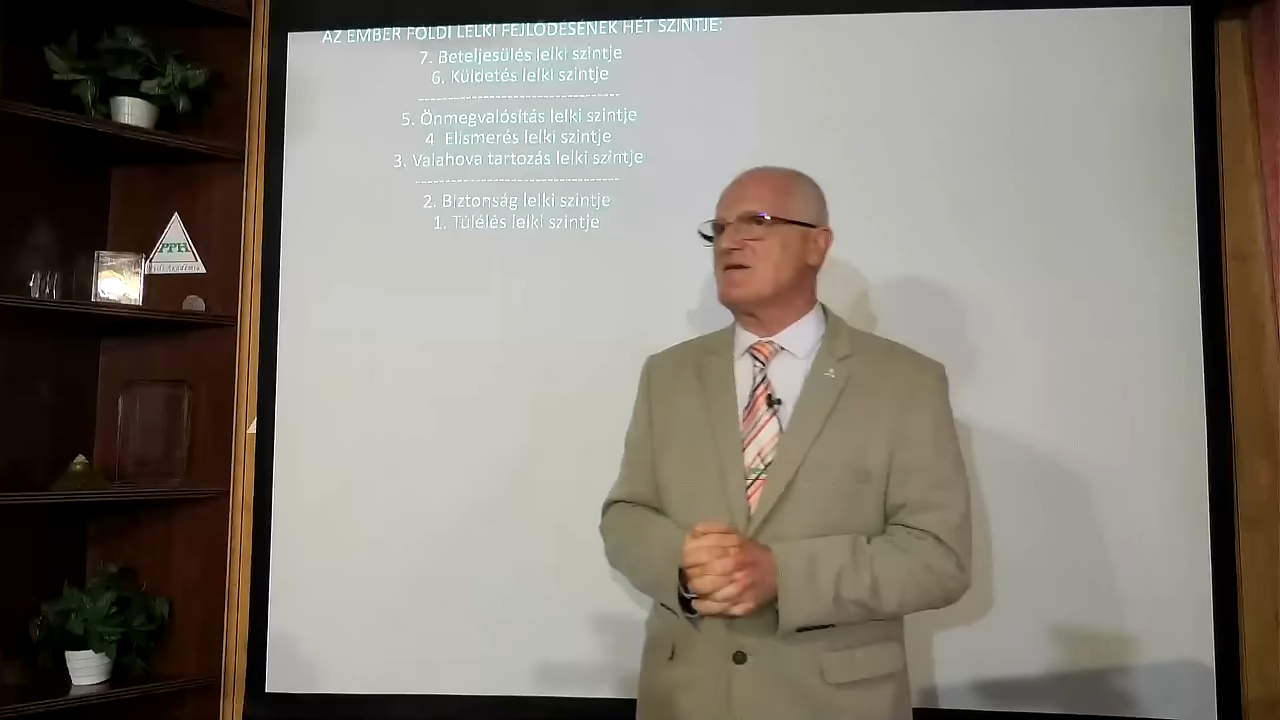 AZ EMBER FÖLDI LELKI FEJLŐDÉSÉNEK HÉT SZINTJE:
7. Beteljesülés lelki szintje
6. Küldetés lelki szintje
----------------------------------
5. Önmegvalósítás lelki szintje
4 Elismerés lelki szintje
3. Valahova tartozás lelki szintje
----------------------------------
2. Biztonság lelki szintje
1. Túlélés lelki szintje
PPH